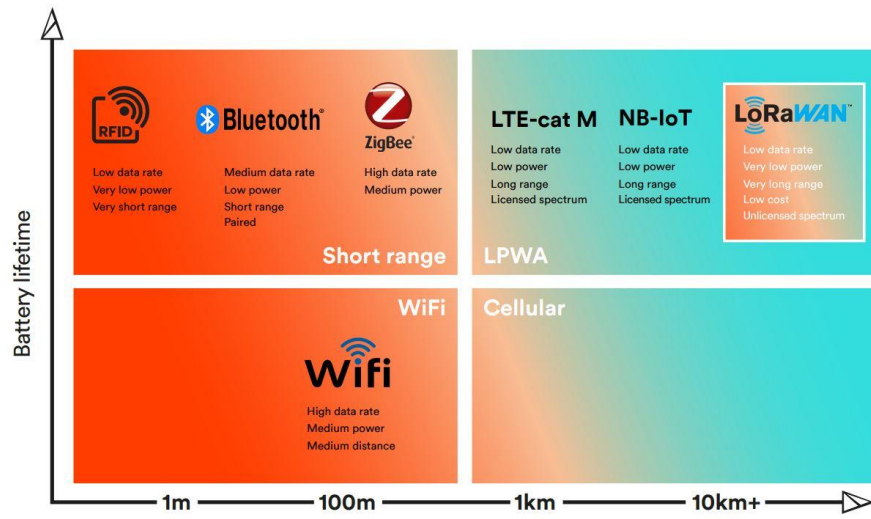 Battery lifetime
RFID
Low data rate
Very low power
Very short range
Bluetooth®
Medium data rate
Low power
Short range
Paired
Z
ZigBee®
High data rate
Medium power
Short range
LTE-cat M
Low data rate
Low power
Long range
Licensed spectrum
NB-IoT
Low data rate
Low power
Long range
Licensed spectrum
LoRaWAN™
Low data rate
Very low power
Very long range
Low cost
Unlicensed spectrum
LPWA
WiFi
Wifi
High data rate
Medium power
Medium distance
Cellular
1m
100m
1km
10km+